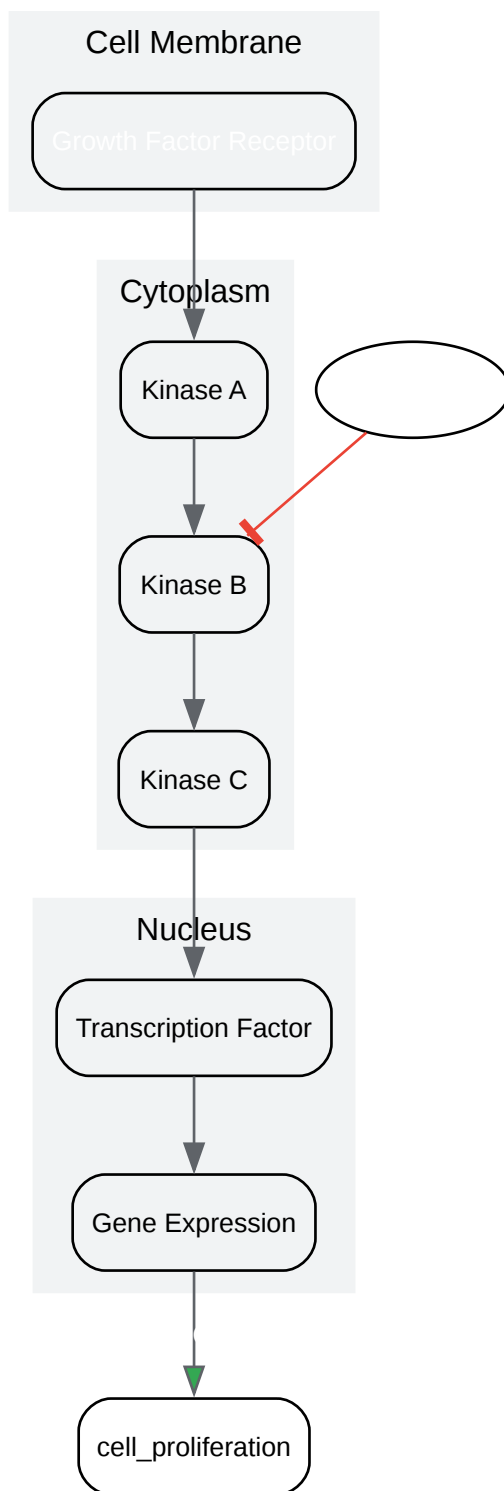 Cell Membrane
Growth Factor Receptor
Cytoplasm
Kinase A
Kinase B
Kinase C
Nucleus
Transcription Factor
Gene Expression
cell_proliferation